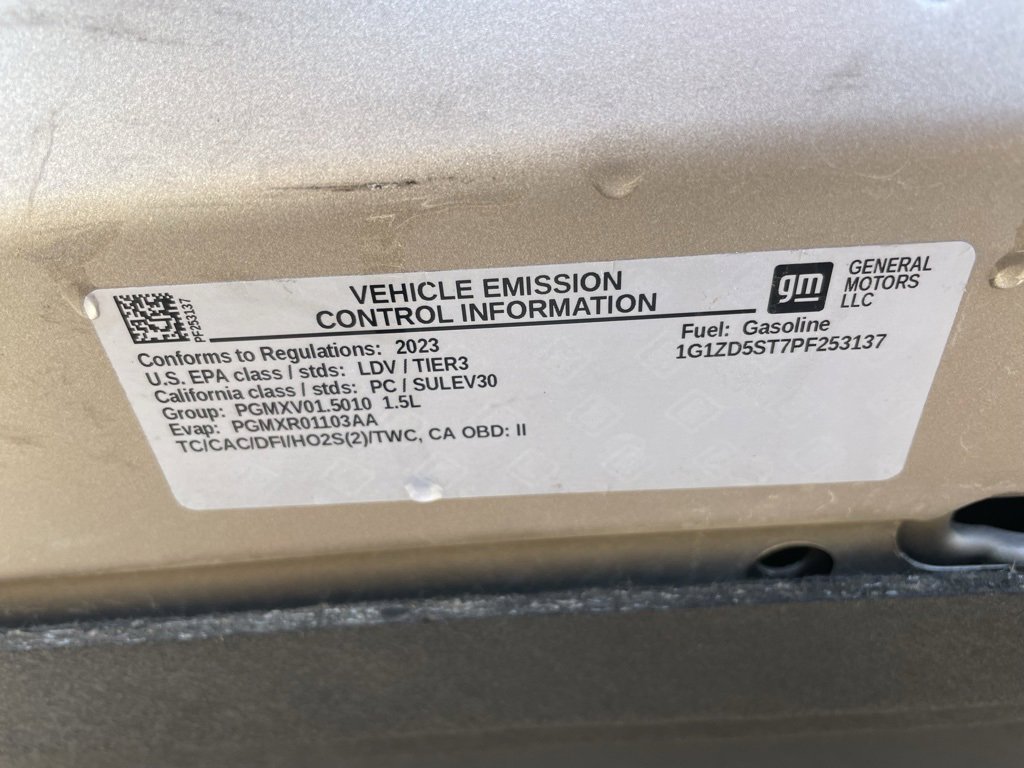 PF253137
VEHICLE EMISSION
CONTROL INFORMATION
gm
GENERAL
MOTORS
LLC
Conforms to Regulations: 2023
U.S. EPA class / stds: LDV / TIER3
California class / stds: PC / SULEV30
Group: PGMXV01.5010 1.5L
Evap: PGMXR01103AA
TC/CAC/DFI/HO2S(2)/TWC, CA OBD: II
Fuel: Gasoline
1G1ZD5ST7PF253137